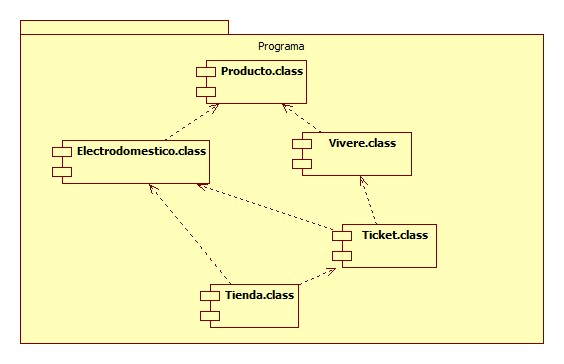 Programa
Producto.class
Electrodomestico.class
Vivere.class
Ticket.class
Tienda.class